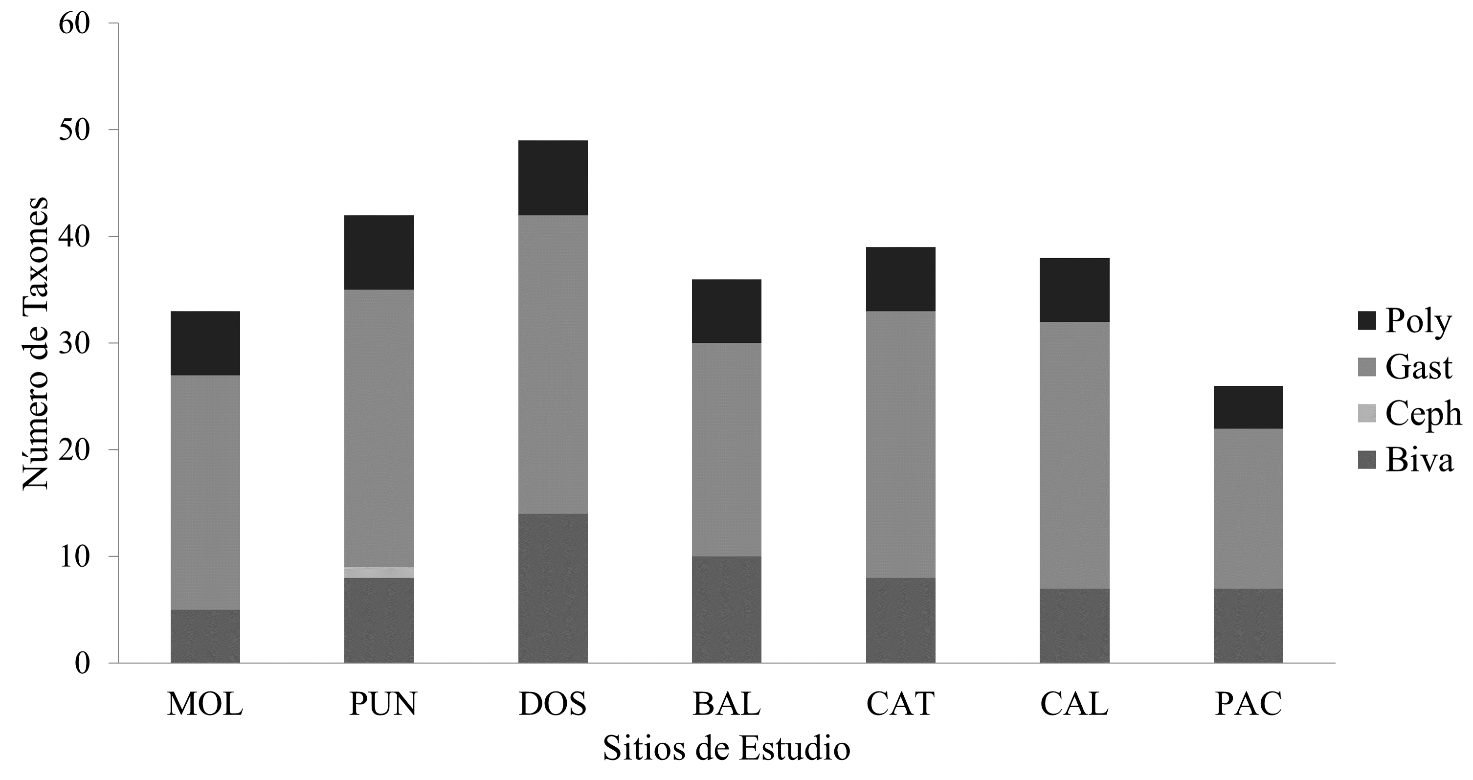 60
50
40
30
20
10
0
Número de Taxones
MOL PUN DOS BAL CAT CAL PAC
Sitios de Estudio
Poly
Gast
Ceph
Biva